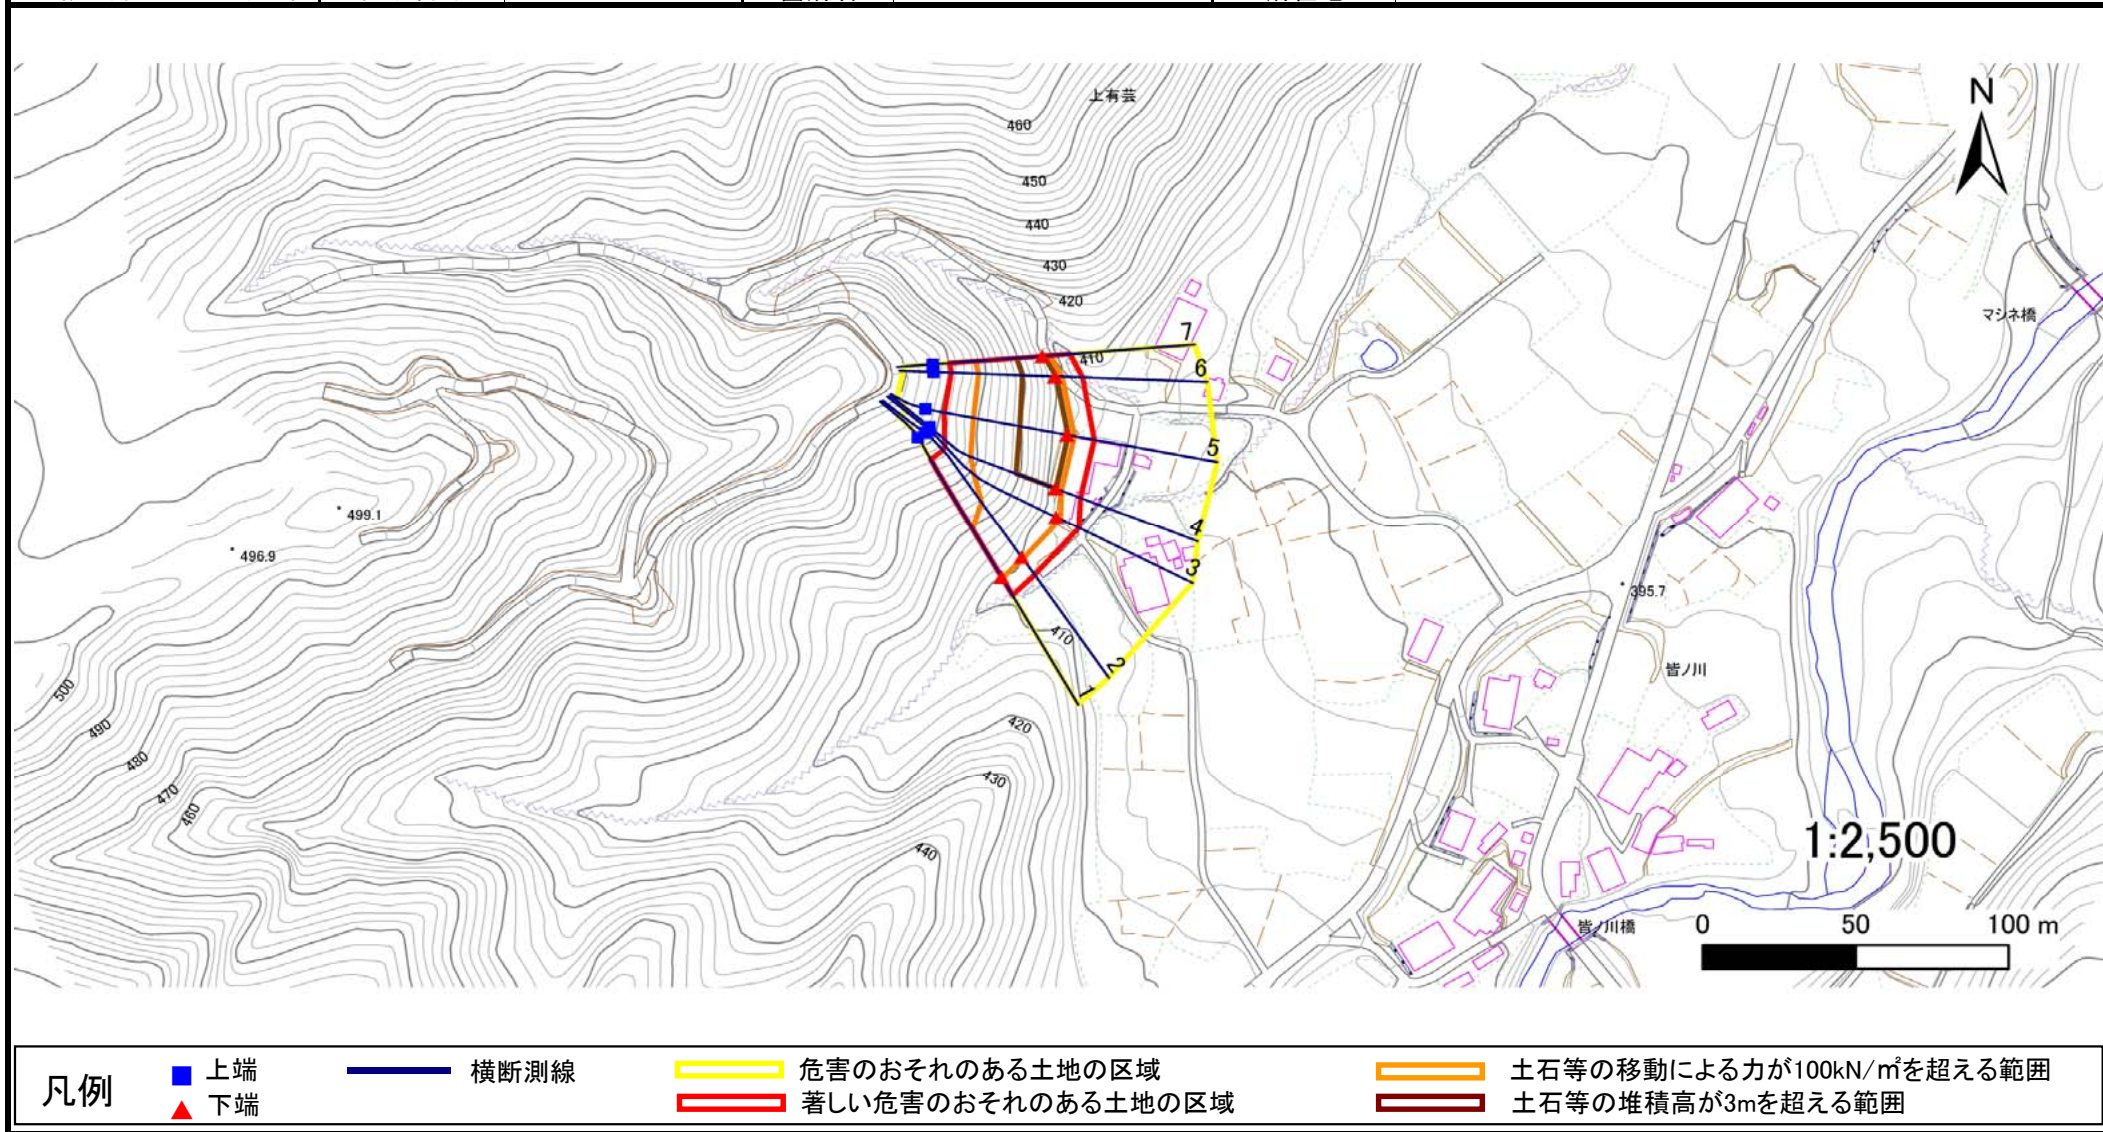 上有芸
N
460
450
440
430
420
410
マシネ橋
7
6
5
4
3
2
1
410
499.1
496.9
395.7
皆ノ川
500
490
480
470
460
420
430
440
1:2,500
皆ノ川橋
0 50 100 m
凡例
上端
下端
横断測線
危害のおそれのある土地の区域
著しい危害のおそれのある土地の区域
土石等の移動による力が100kN/㎡を超える範囲
土石等の堆積高が3mを超える範囲